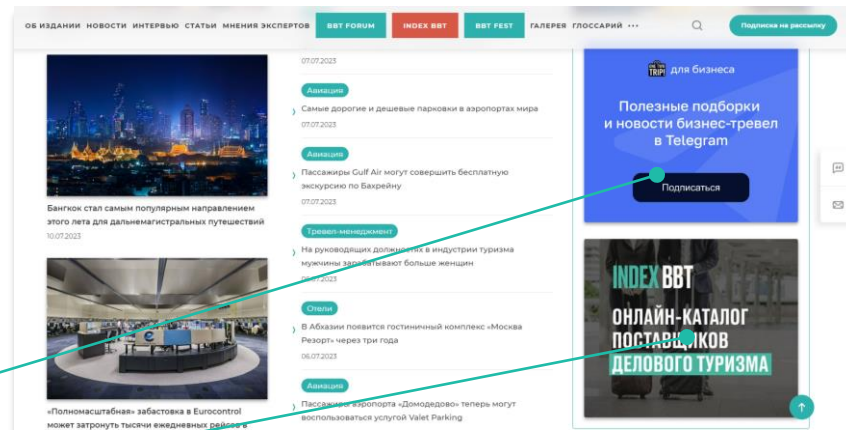 ОБ ИЗДАНИИ НОВОСТИ ИНТЕРВЬЮ СТАТЬИ МНЕНИЯ ЭКСПЕРТОВ BBT FORUM INDEX BBT BBT FEST ГАЛЕРЕЯ ГЛОССАРИЙ ••• Подписка на рассылку
Бангкок стал самым популярным направлением
этого лета для дальнемагистральных путешествий
10.07.2023
«Полномасштабная» забастовка в Eurocontrol
может затронуть тысячи ежедневных рейсов в
07.07.2023
Авиация
Самые дорогие и дешевые парковки в аэропортах мира
07.07.2023
Авиация
Пассажиры Gulf Air могут совершить бесплатную
экскурсию по Бахрейну
07.07.2023
Тревел-менеджмент
На руководящих должностях в индустрии туризма
мужчины зарабатывают больше женщин
06.07.2023
Отели
В Абхазии появится гостиничный комплекс «Москва
Резорт» через три года
06.07.2023
Авиация
Пассажиры аэропорта «Домодедово» теперь могут
воспользоваться услугой Valet Parking
для бизнеса
Полезные подборки
и новости бизнес-тревел
в Telegram
Подписаться
INDEX BBT
ОНЛАЙН-КАТАЛОГ
ПОСТАВЩИКОВ
ДЕЛОВОГО ТУРИЗМА